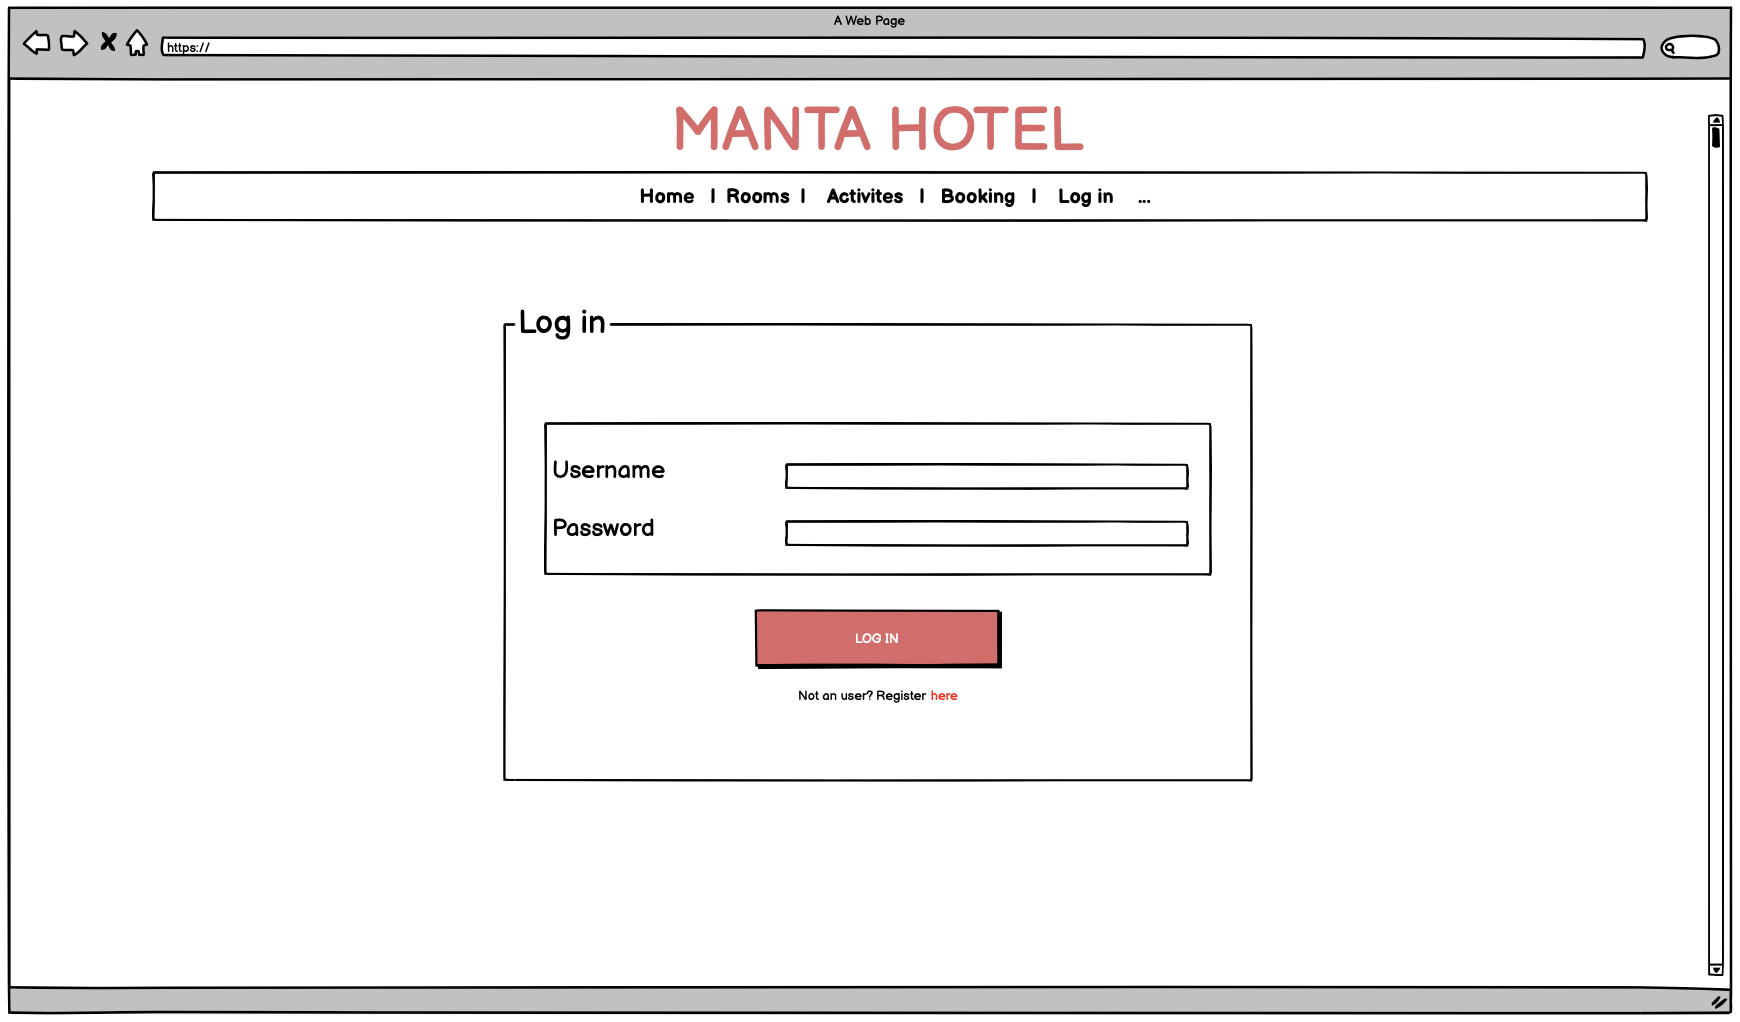 A Web Page
https://
MANTA HOTEL
Home | Rooms | Activites | Booking | Log in ...
Log in
Username
Password
LOG IN
Not an user? Register here